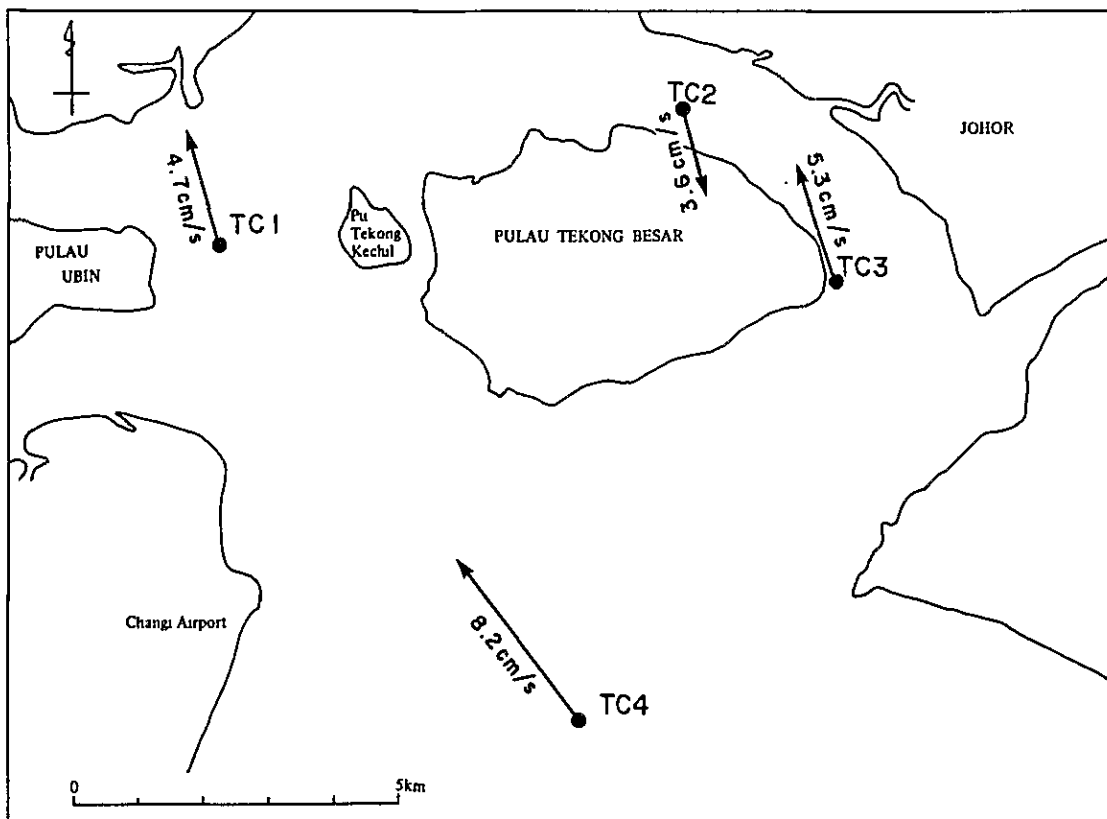 TC2
JOHOR
3.6cm/s
4.7cm/s
5.3cm/s
TC1
Pu
Tekong
Kechil
PULAU TEKONG BESAR
PULAU
UBIN
TC3
Changi Airport
8.2cm/s
TC4
0
5km